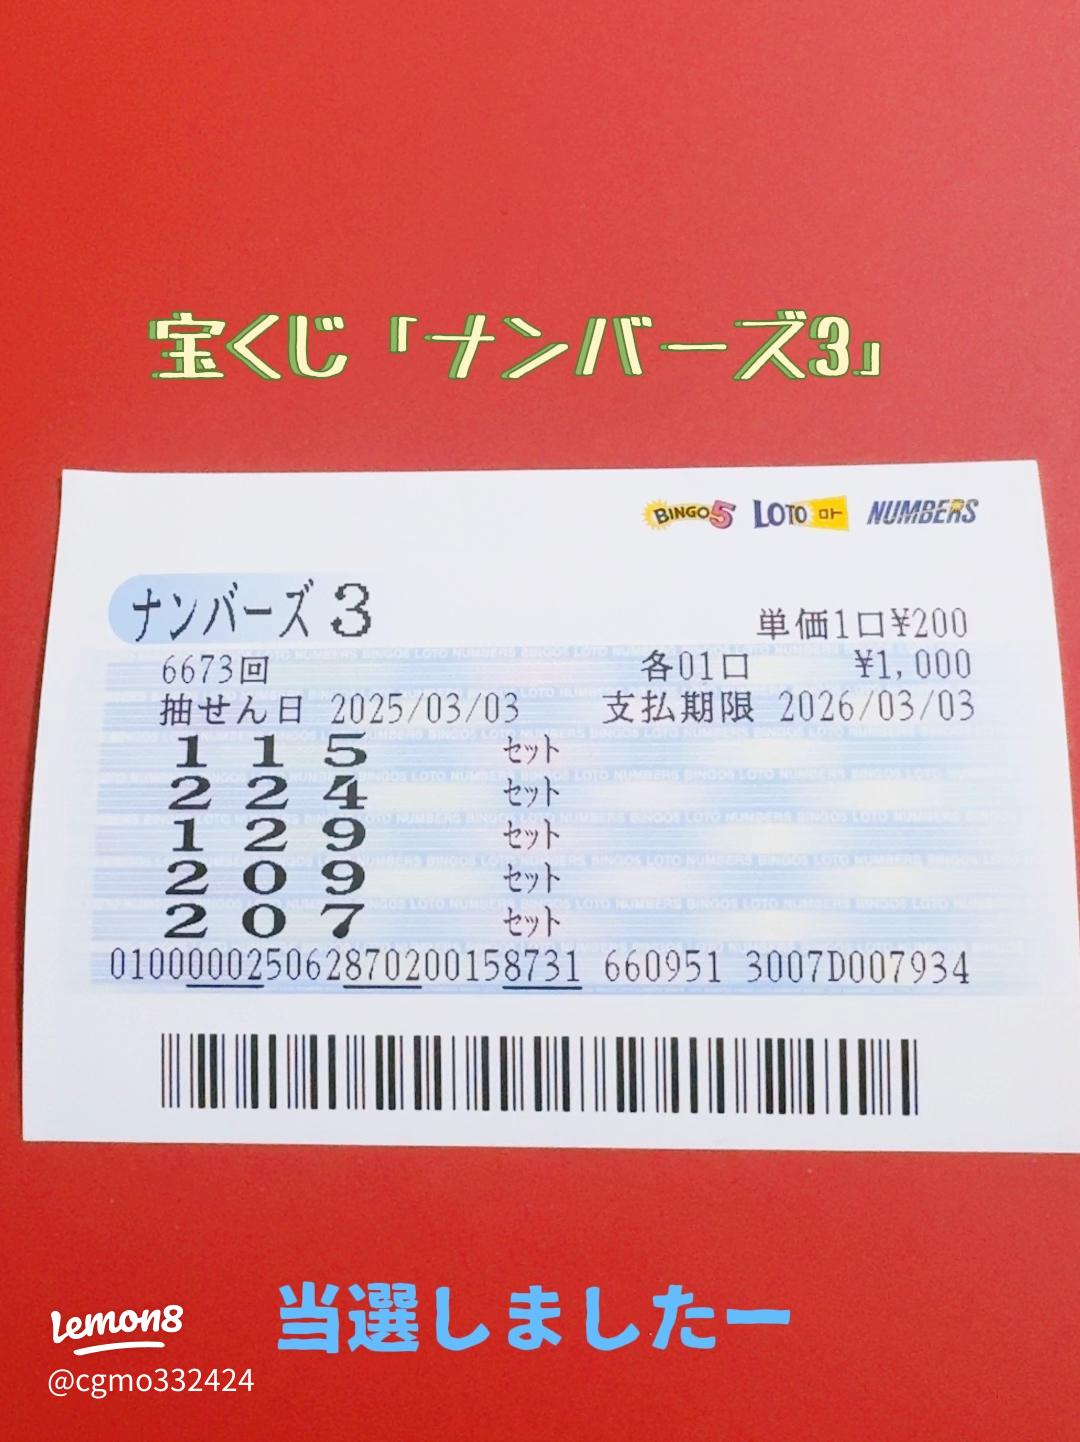 宝くじ「ナンバーズ3」
BINGO5 LOTO ロト NUMBERS
ナンバーズ3
単価1口¥200
6673回 各01口 ¥1,000
抽せん日 2025/03/03 支払期限 2026/03/03
1 1 5 セット
2 2 4 セット
1 2 9 セット
2 0 9 セット
2 0 7 セット
010000025062870200158731 660951 3007D007934
当選しましたー
Lemon8
@cgmo332424